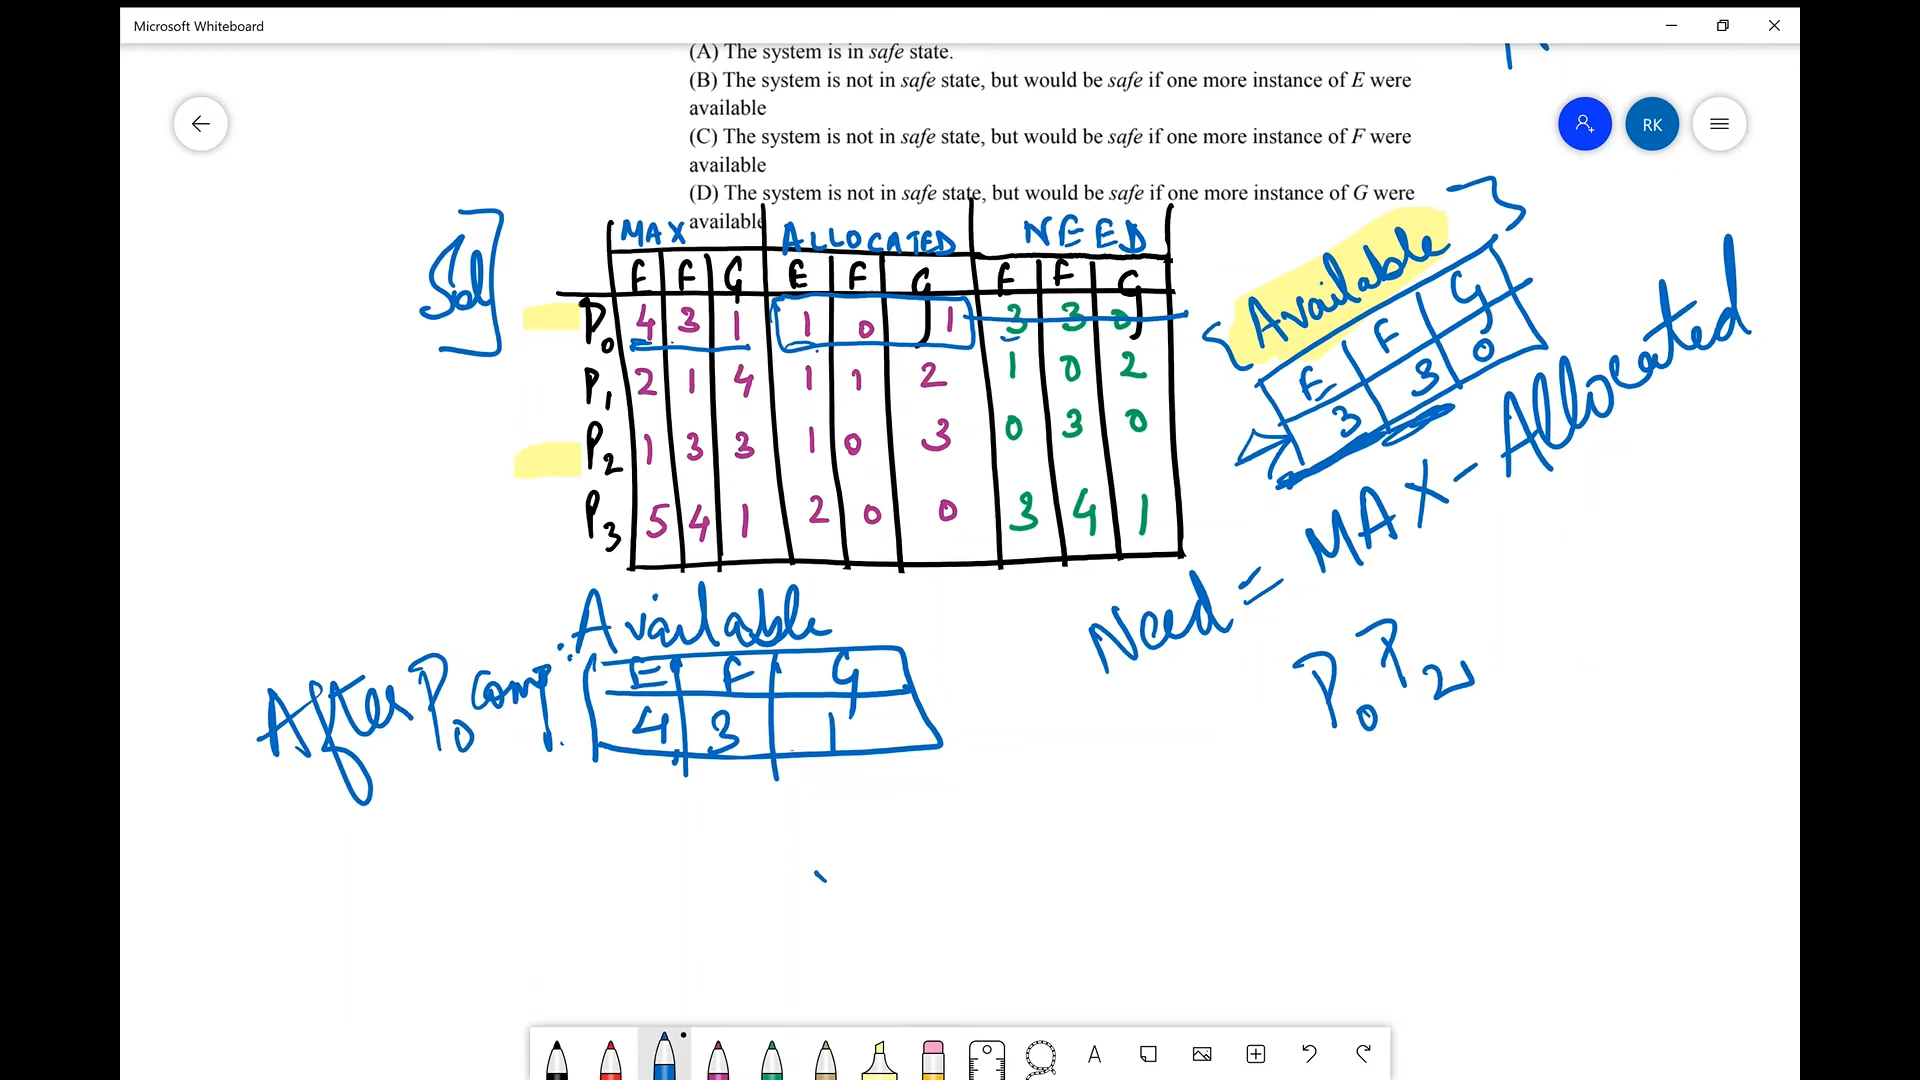 Microsoft Whiteboard
(A) The system is in safe state.
(B) The system is not in safe state, but would be safe if one more instance of E were
available
(C) The system is not in safe state, but would be safe if one more instance of F were
available
RK
(D) The system is not in safe state, but would be safe if one more instance of G were
available
Sol
MAX ALLOCATED NEED
E F G E F G E F G
P0 4 3 1 1 0 1 3 3 0
P1 2 1 4 1 1 2 1 0 2
P2 1 3 3 1 0 3 0 3 0
P3 5 4 1 2 0 0 3 4 1
Available
E F G
3 3 0
Need = MAX - Allocated
P0 P2,
Available
After P0 comp:
E F G
4 3 1
A